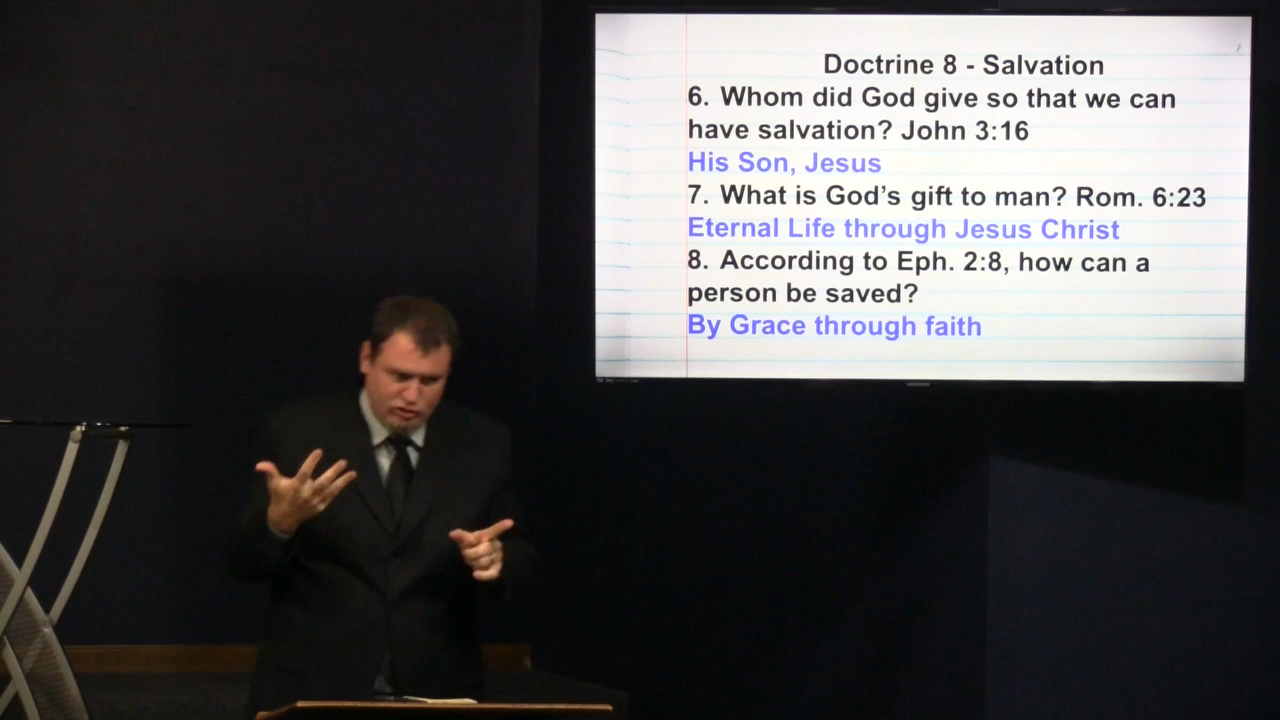 Doctrine 8 - Salvation
6. Whom did God give so that we can
have salvation? John 3:16
His Son, Jesus
7. What is God’s gift to man? Rom. 6:23
Eternal Life through Jesus Christ
8. According to Eph. 2:8, how can a
person be saved?
By Grace through faith